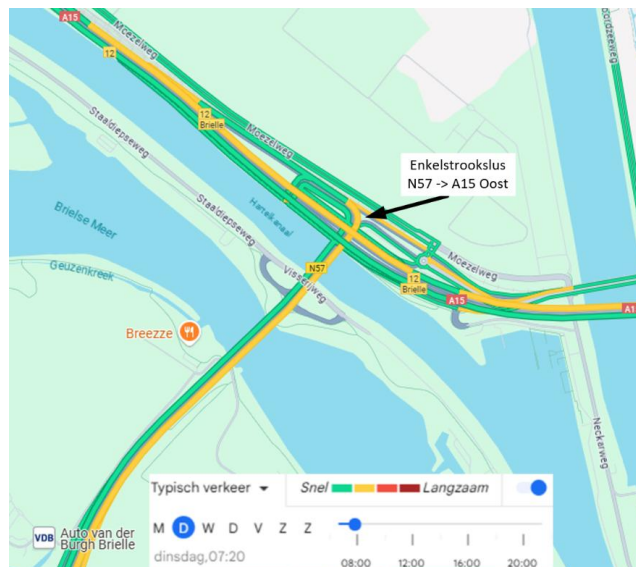 A15
Moezelweg
12
12
Brielle
Moezelweg
Enkelstrookslus
N57 -> A15 Oost
Staaldiepseweg
Hartelkanaal
Staaldiepseweg
Brielse Meer
Geuzenkreek
N57
Visserijweg
Moezelweg
12
Brielle
A15
A1
Breezze
Neckarweg
Typisch verkeer
Snel
Langzaam
M D W D V Z Z
dinsdag,07:20
08:00 12:00 16:00 20:00
VDB
Auto van der
Burgh Brielle